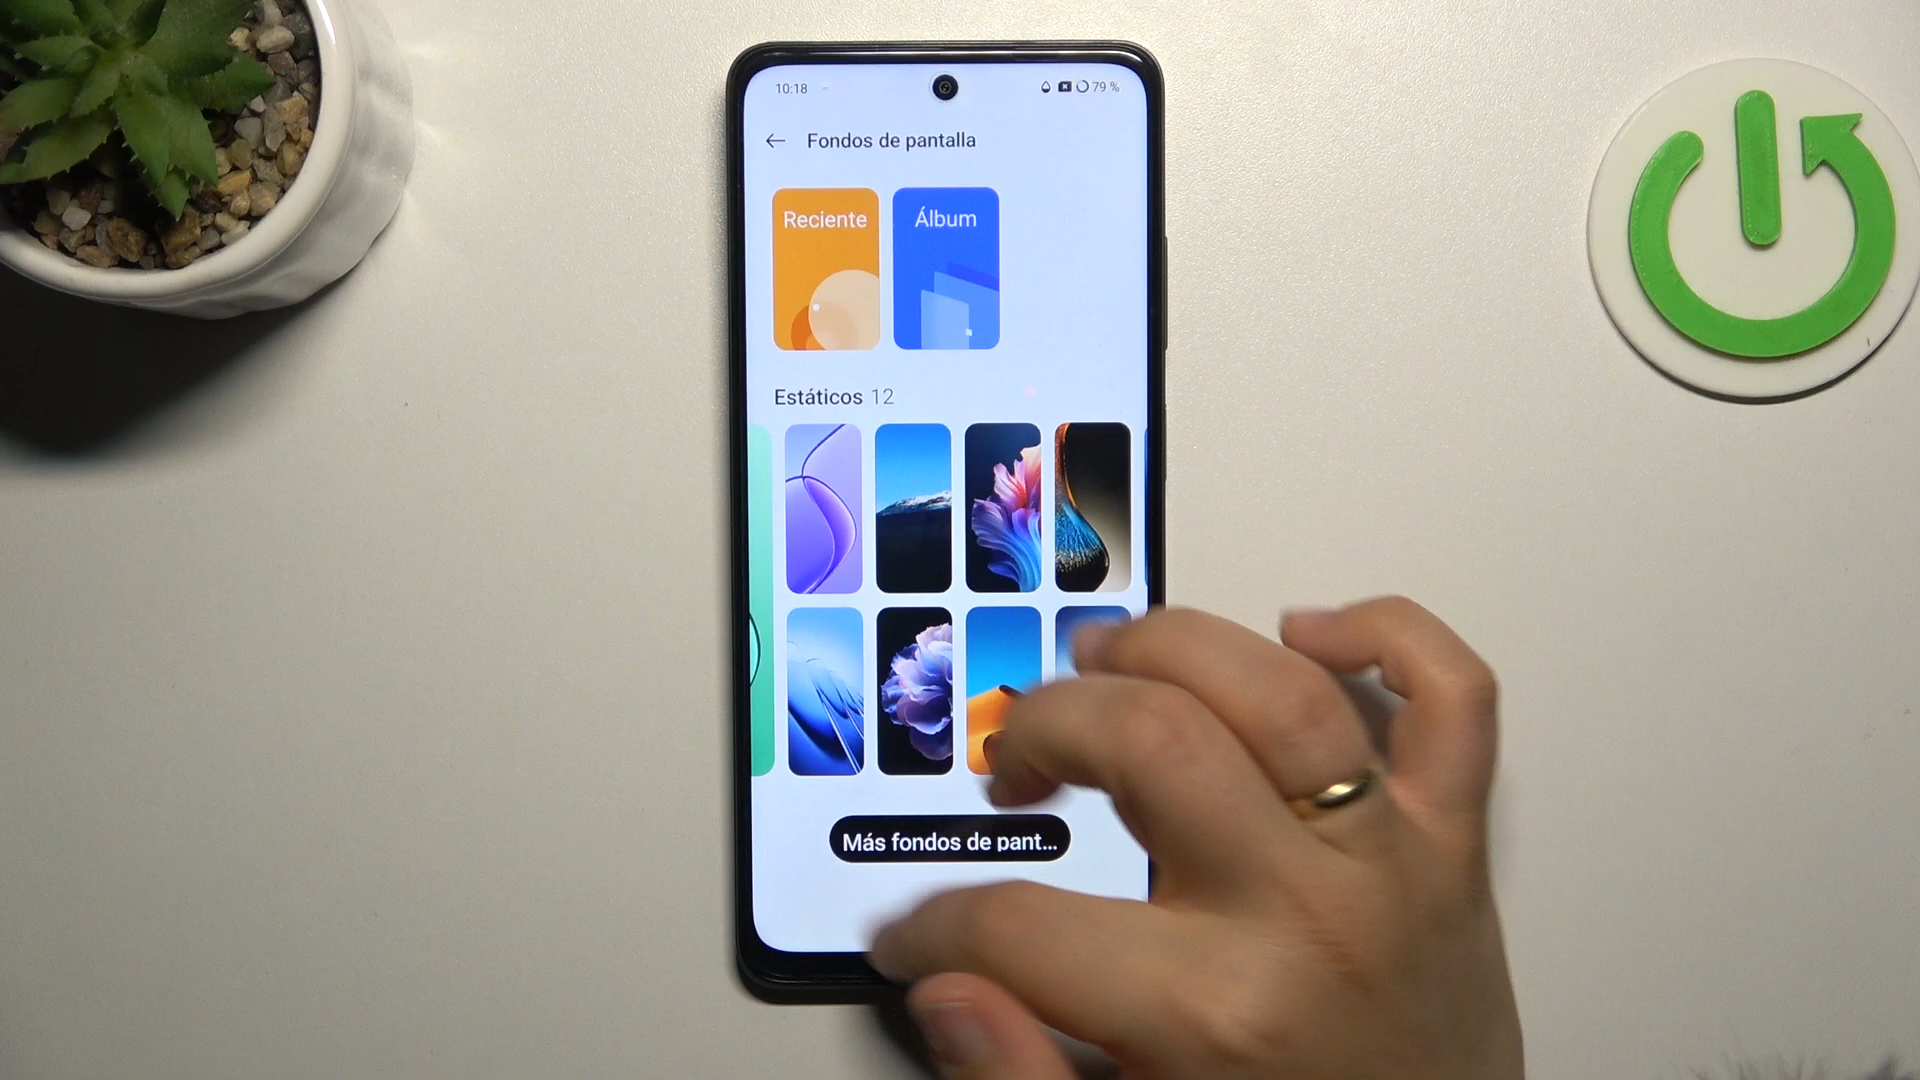 10:18
79 %
Fondos de pantalla
Reciente
Álbum
Estáticos 12
Más fondos de pant...